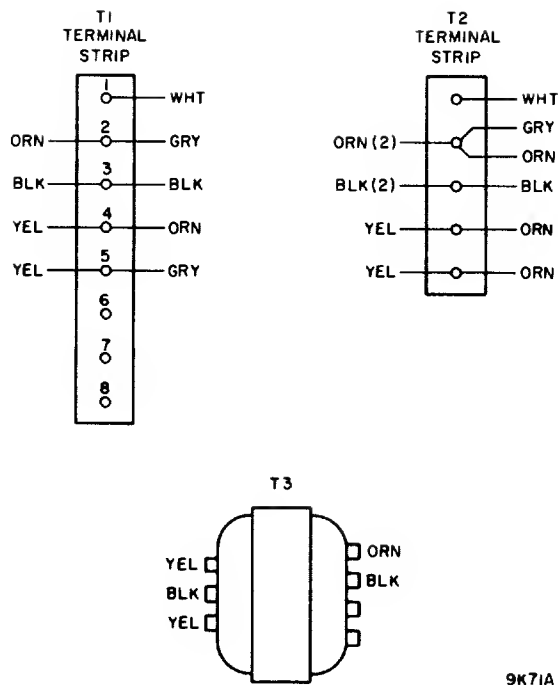 T1
TERMINAL
STRIP
1 WHT
ORN 2 GRY
BLK 3 BLK
YEL 4 ORN
YEL 5 GRY
6
7
8
T2
TERMINAL
STRIP
WHT
GRY
ORN (2)
ORN
BLK (2) BLK
YEL ORN
YEL ORN
T3
YEL ORN
BLK BLK
YEL
9K71A